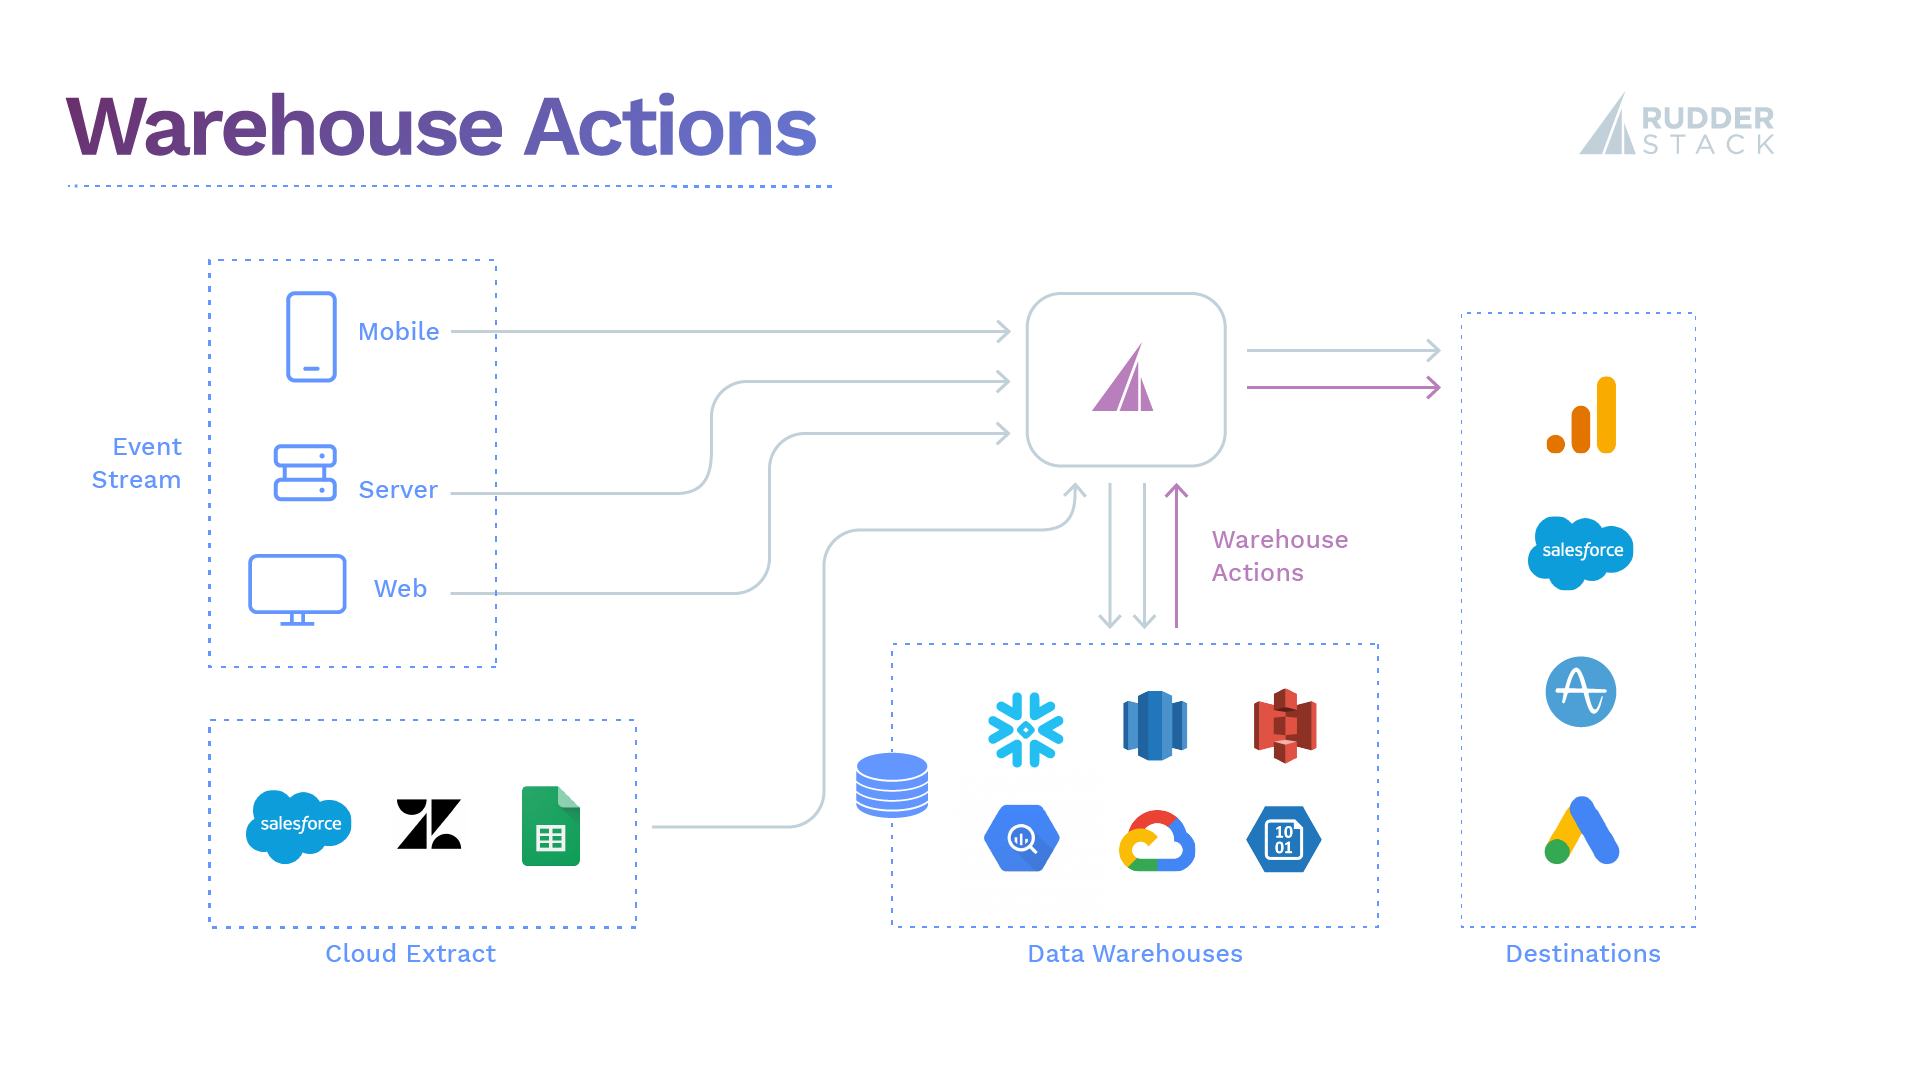 Warehouse Actions
RUDDER
STACK
Mobile
Event
Stream
Server
Web
Warehouse
Actions
salesforce
salesforce
10
01
Cloud Extract
Data Warehouses
Destinations